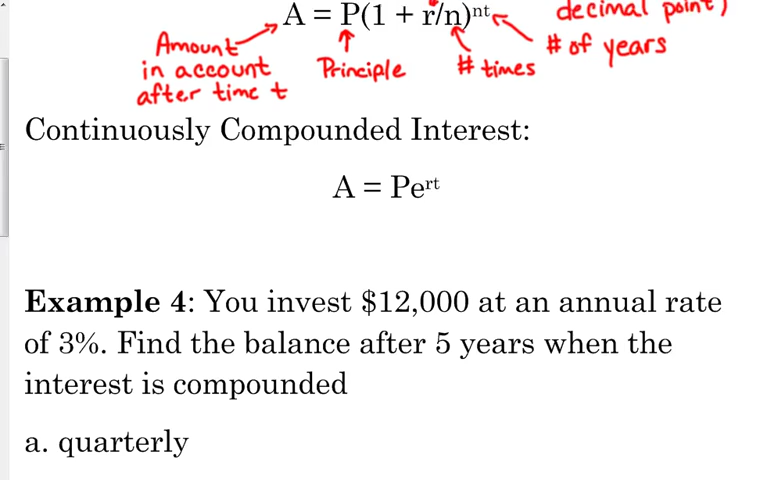 A = P(1 + r/n)ⁿᵗ
decimal point)
Amount
in account
after time t
Principle
# times
# of years
Continuously Compounded Interest:
A = Peʳᵗ
Example 4: You invest $12,000 at an annual rate
of 3%. Find the balance after 5 years when the
interest is compounded
a. quarterly